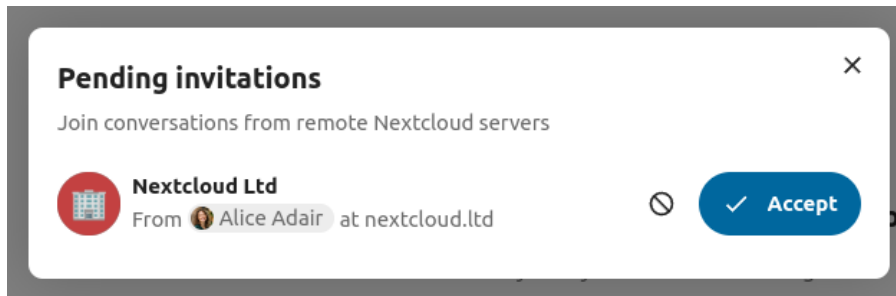 Pending invitations
Join conversations from remote Nextcloud servers
Nextcloud Ltd
From Alice Adair at nextcloud.ltd
Accept